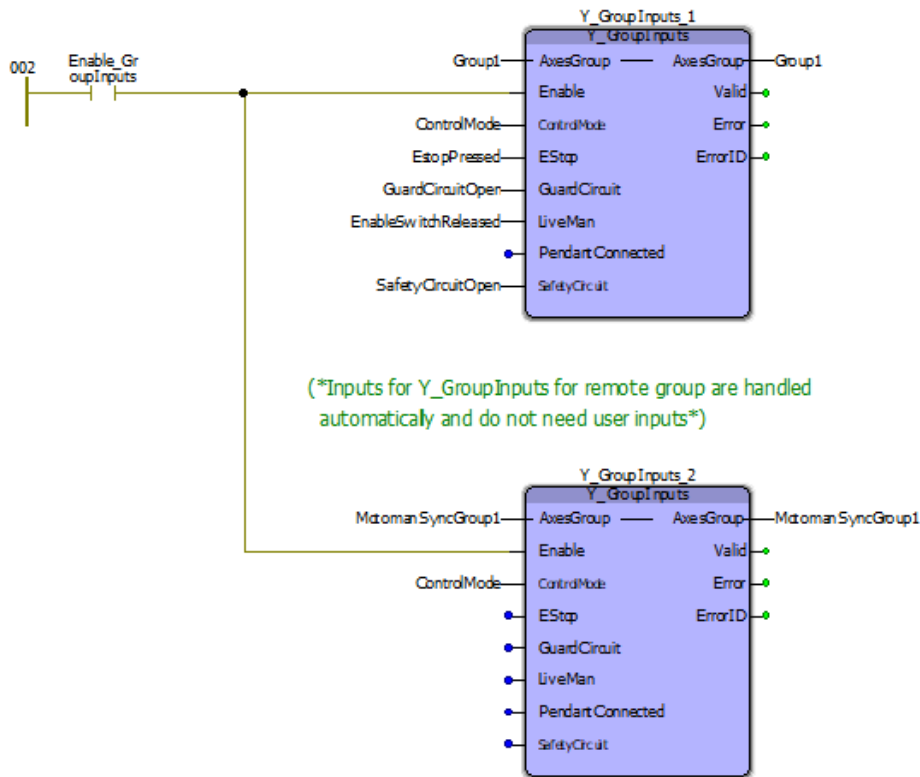 Y_GroupInputs_1
Y_GroupInputs
002
Enable_Gr
oupInputs
Group1 AxesGroup AxesGroup Group1
Enable Valid
ControlMode ControlMode Error
EstopPressed EStop ErrorID
GuardCircuitOpen GuardCircuit
EnableSwitchReleased LiveMan
PendantConnected
SafetyCircuitOpen SafetyCircuit
(*Inputs for Y_GroupInputs for remote group are handled
automatically and do not need user inputs*)
Y_GroupInputs_2
Y_GroupInputs
MotomanSyncGroup1 AxesGroup AxesGroup MotomanSyncGroup1
Enable Valid
ControlMode ControlMode Error
EStop ErrorID
GuardCircuit
LiveMan
PendantConnected
SafetyCircuit